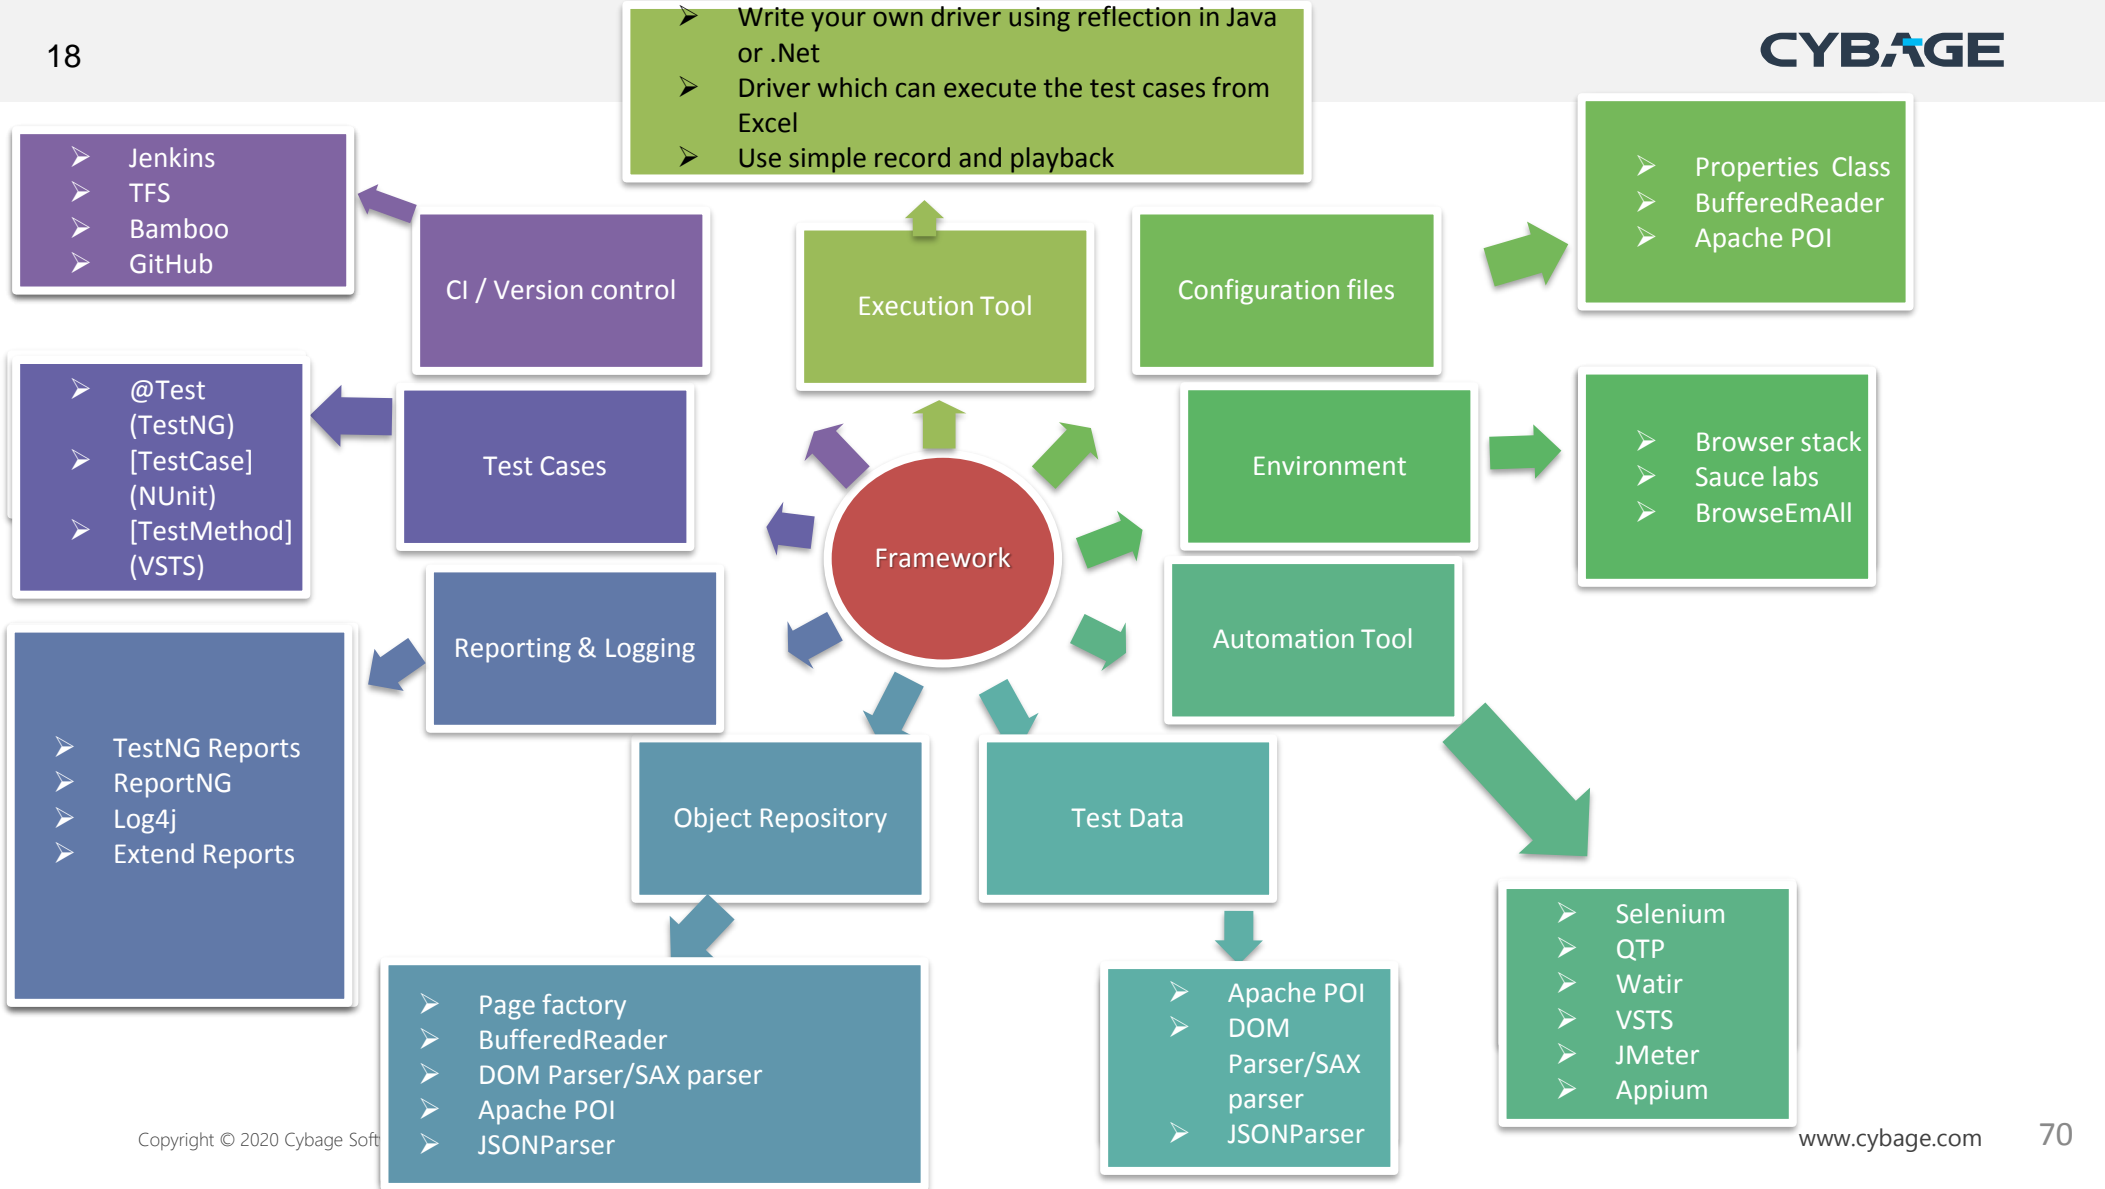 18
CYBAGE
Write your own driver using reflection in Java
or .Net
Driver which can execute the test cases from
Excel
Use simple record and playback
Jenkins
TFS
Bamboo
GitHub
CI / Version control
Execution Tool
Configuration files
Properties  Class
BufferedReader
Apache POI
@Test
(TestNG)
[TestCase]
(NUnit)
[TestMethod]
(VSTS)
Test Cases
Environment
Browser stack
Sauce labs
BrowseEmAll
Framework
Reporting & Logging
Automation Tool
TestNG Reports
ReportNG
Log4j
Extend Reports
Object Repository
Test Data
Page factory
BufferedReader
DOM Parser/SAX parser
Apache POI
JSONParser
Apache POI
DOM
Parser/SAX
parser
JSONParser
Selenium
QTP
Watir
VSTS
JMeter
Appium
Copyright © 2020 Cybage Soft
www.cybage.com
70